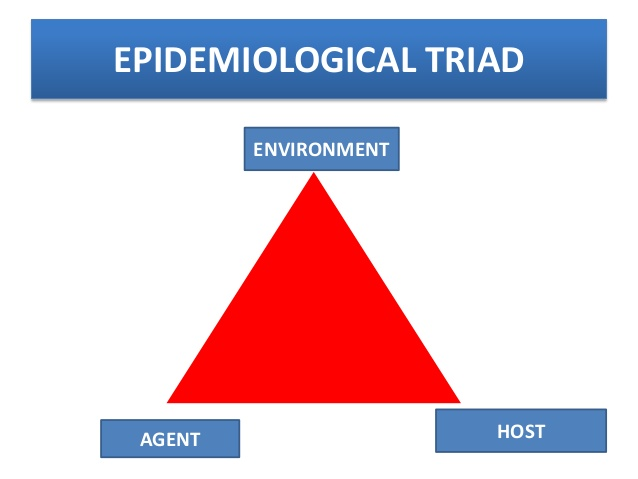 EPIDEMIOLOGICAL TRIAD
ENVIRONMENT
AGENT
HOST